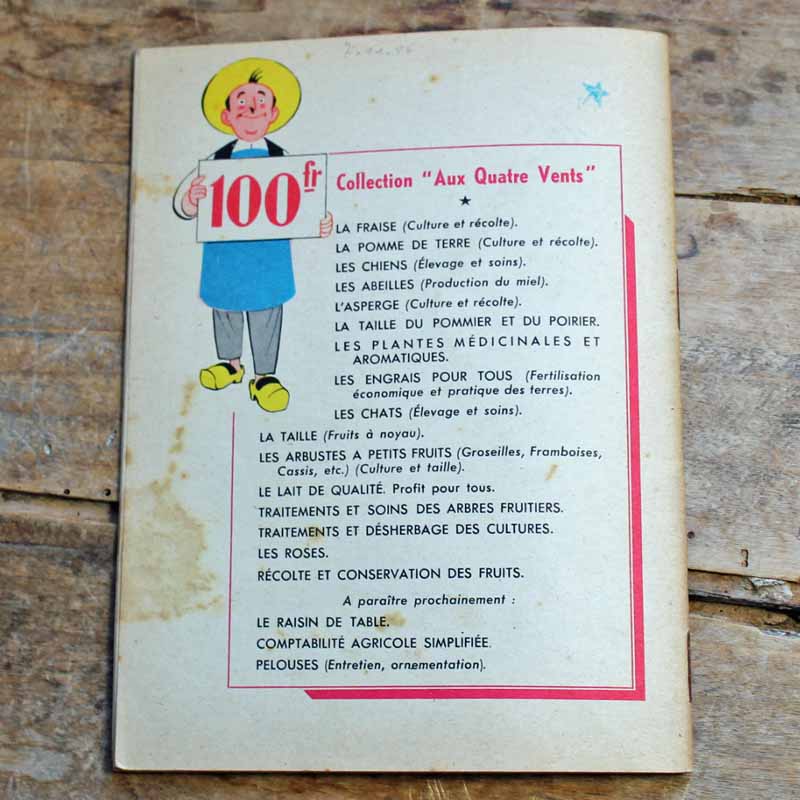 100fr
Collection "Aux Quatre Vents"
★
LA FRAISE (Culture et récolte).
LA POMME DE TERRE (Culture et récolte).
LES CHIENS (Élevage et soins).
LES ABEILLES (Production du miel).
L'ASPERGE (Culture et récolte).
LA TAILLE DU POMMIER ET DU POIRIER.
LES PLANTES MÉDICINALES ET
AROMATIQUES.
LES ENGRAIS POUR TOUS (Fertilisation
économique et pratique des terres).
LES CHATS (Élevage et soins).
LA TAILLE (Fruits à noyau).
LES ARBUSTES A PETITS FRUITS (Groseilles, Framboises,
Cassis, etc.) (Culture et taille).
LE LAIT DE QUALITÉ. Profit pour tous.
TRAITEMENTS ET SOINS DES ARBRES FRUITIERS.
TRAITEMENTS ET DÉSHERBAGE DES CULTURES.
LES ROSES.
RÉCOLTE ET CONSERVATION DES FRUITS.
A paraître prochainement :
LE RAISIN DE TABLE.
COMPTABILITÉ AGRICOLE SIMPLIFIÉE.
PELOUSES (Entretien, ornementation).